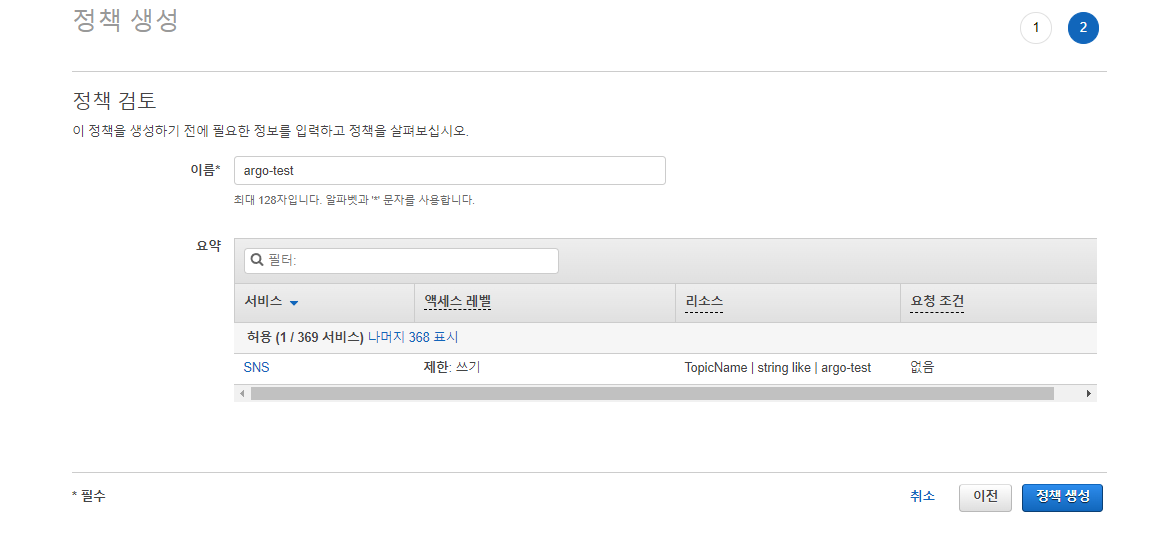 정책 생성
1 2
정책 검토
이 정책을 생성하기 전에 필요한 정보를 입력하고 정책을 살펴보십시오.
이름* argo-test
최대 128자입니다. 알파벳과 '*' 문자를 사용합니다.
요약
필터:
서비스 액세스 레벨 리소스 요청 조건
허용 (1 / 369 서비스) 나머지 368 표시
SNS 제한: 쓰기 TopicName | string like | argo-test 없음
* 필수 취소 이전 정책 생성